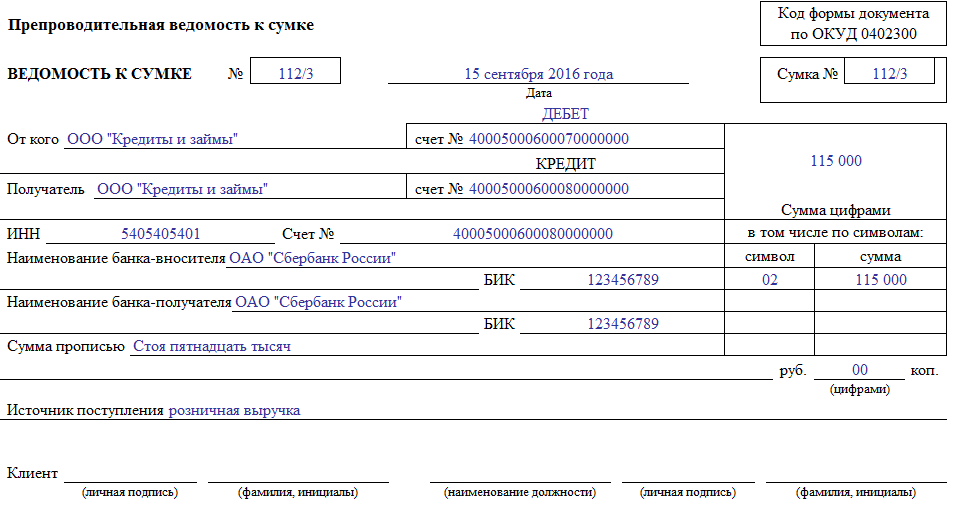 Препроводительная ведомость к сумке
Код формы документа
по ОКУД 0402300
ВЕДОМОСТЬ К СУМКЕ № 112/3 15 сентября 2016 года Сумка № 112/3
Дата
ДЕБЕТ
От кого ООО "Кредиты и займы" счет № 40005000600070000000
КРЕДИТ 115 000
Получатель ООО "Кредиты и займы" счет № 40005000600080000000
Сумма цифрами
ИНН 5405405401 Счет № 40005000600080000000 в том числе по символам:
Наименование банка-вносителя ОАО "Сбербанк России" символ сумма
БИК 123456789 02 115 000
Наименование банка-получателя ОАО "Сбербанк России"
БИК 123456789
Сумма прописью Стоя пятнадцать тысяч
руб. 00 коп.
(цифрами)
Источник поступления розничная выручка
Клиент
(личная подпись) (фамилия, инициалы) (наименование должности) (личная подпись) (фамилия, инициалы)